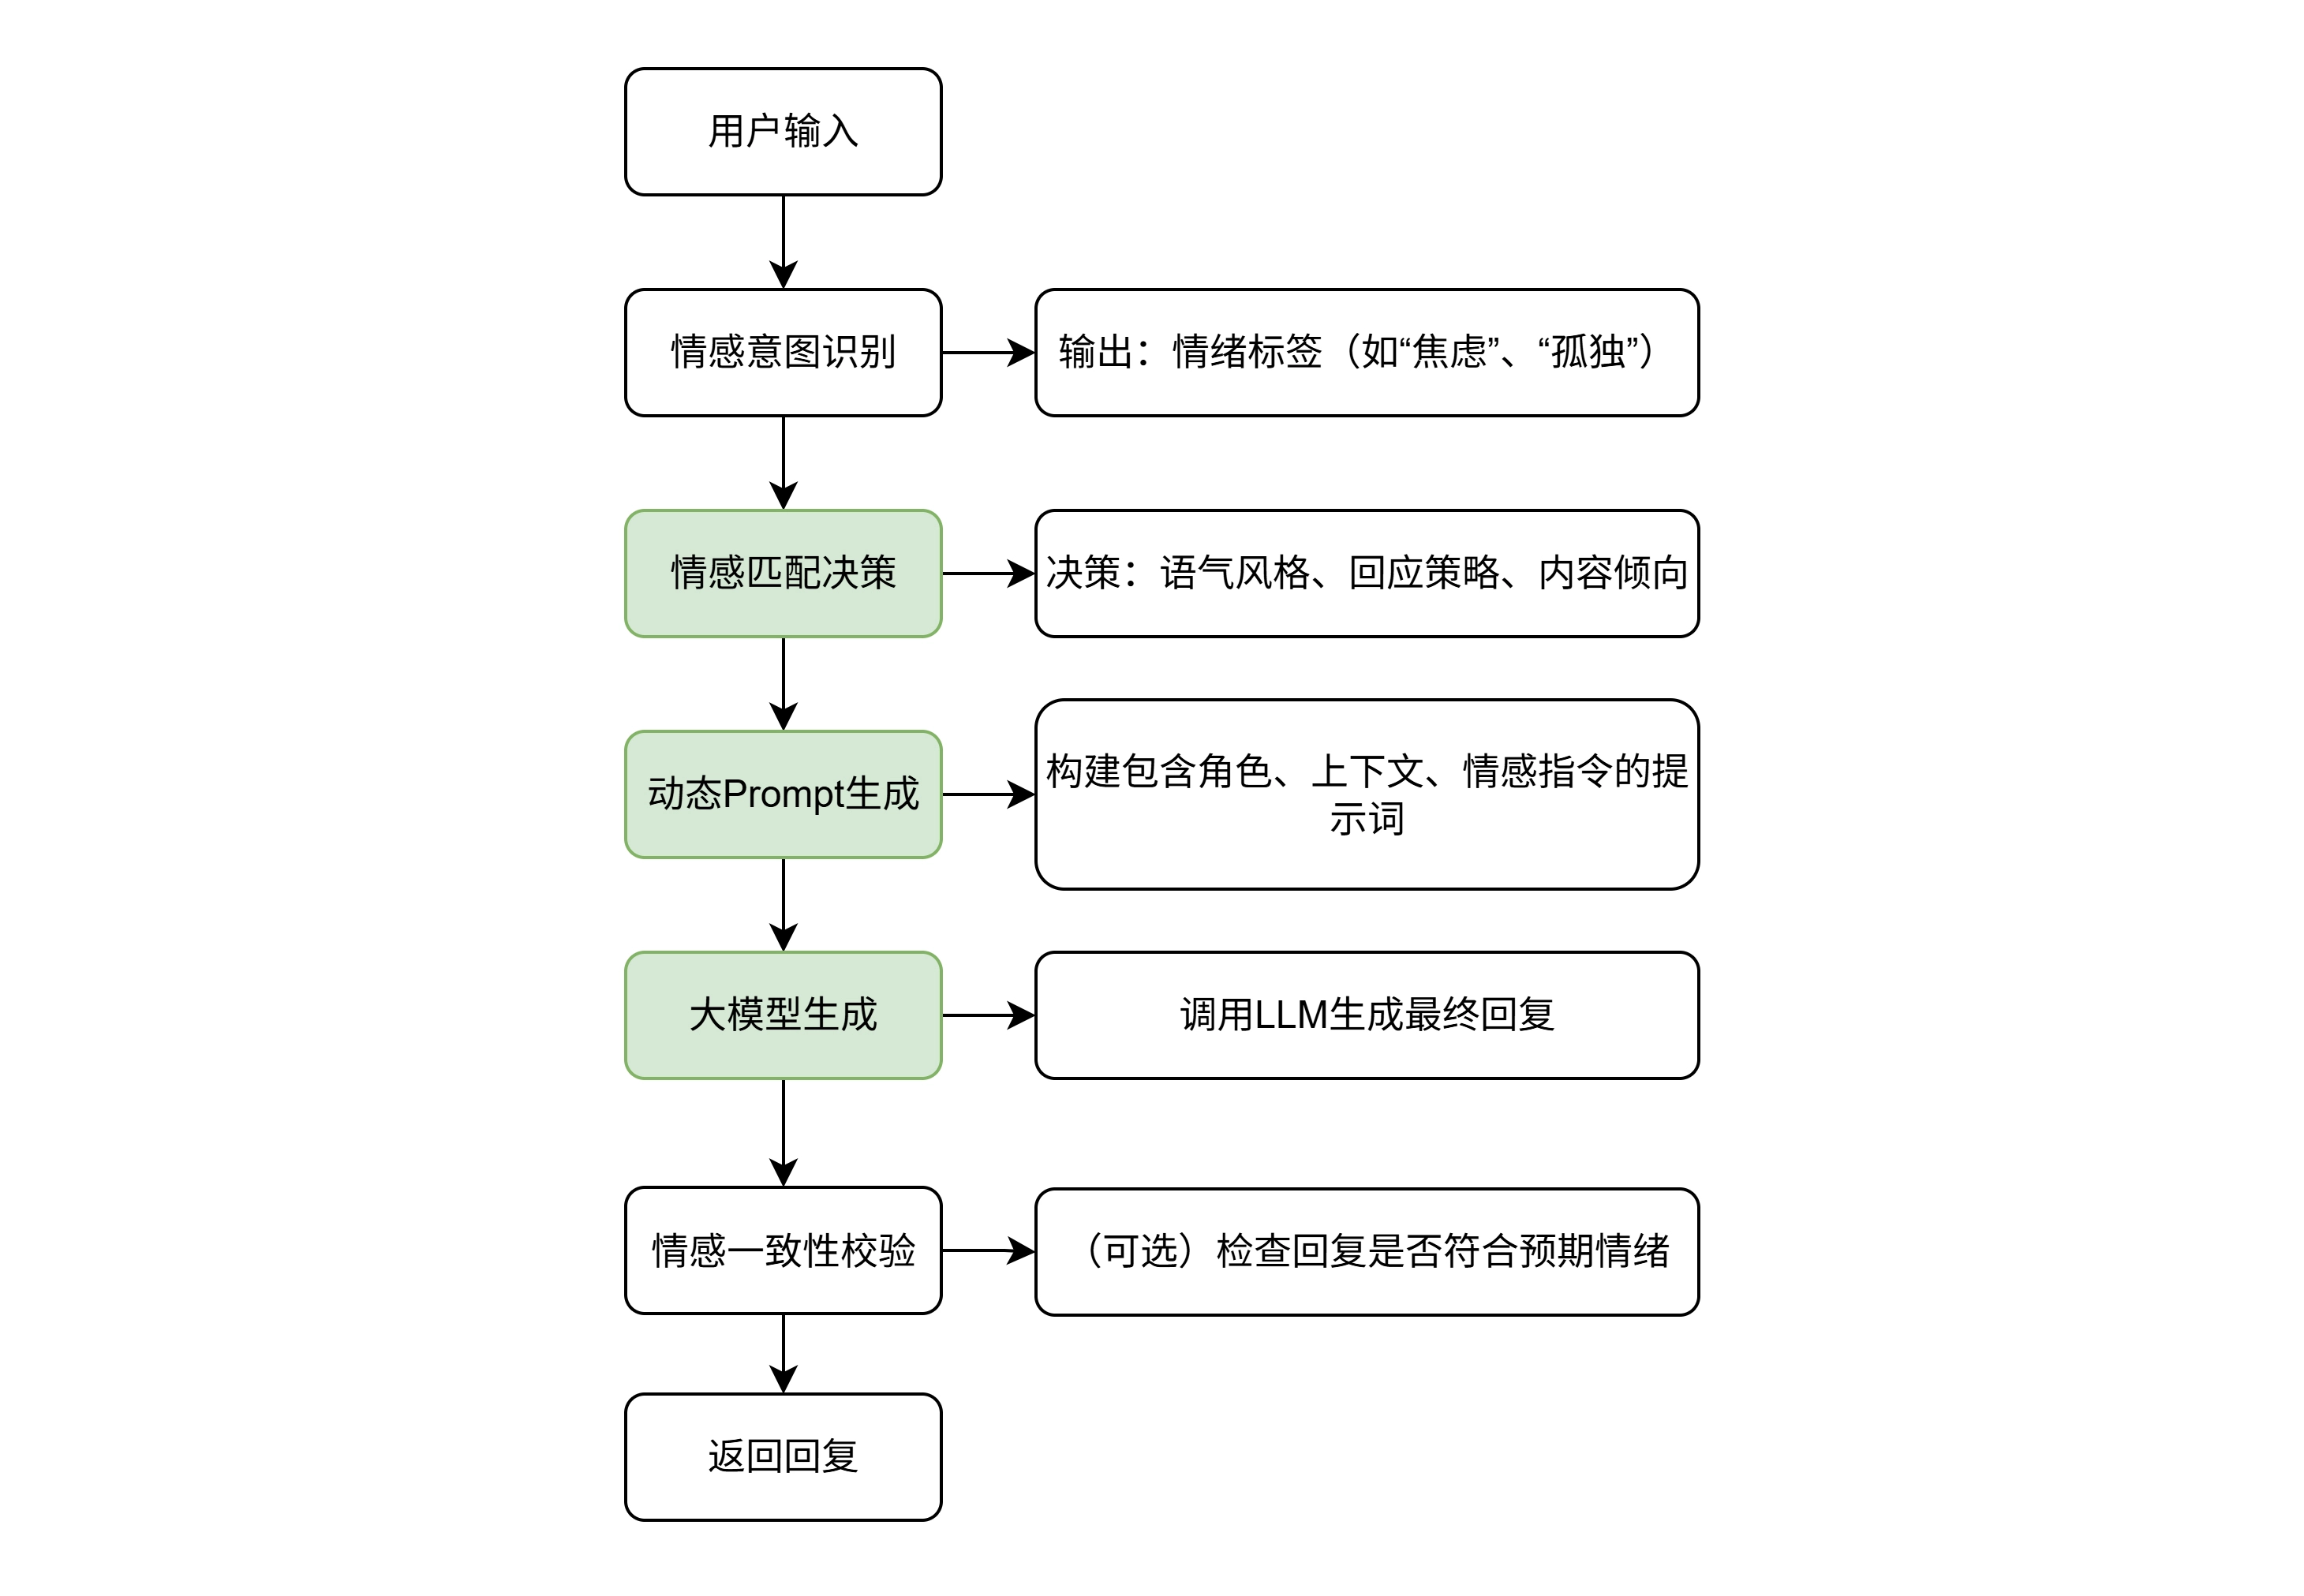 用户输入
情感意图识别
输出：情绪标签（如“焦虑”、“孤独”）
情感匹配决策
决策：语气风格、回应策略、内容倾向
动态Prompt生成
构建包含角色、上下文、情感指令的提
示词
大模型生成
调用LLM生成最终回复
情感一致性校验
（可选）检查回复是否符合预期情绪
返回回复